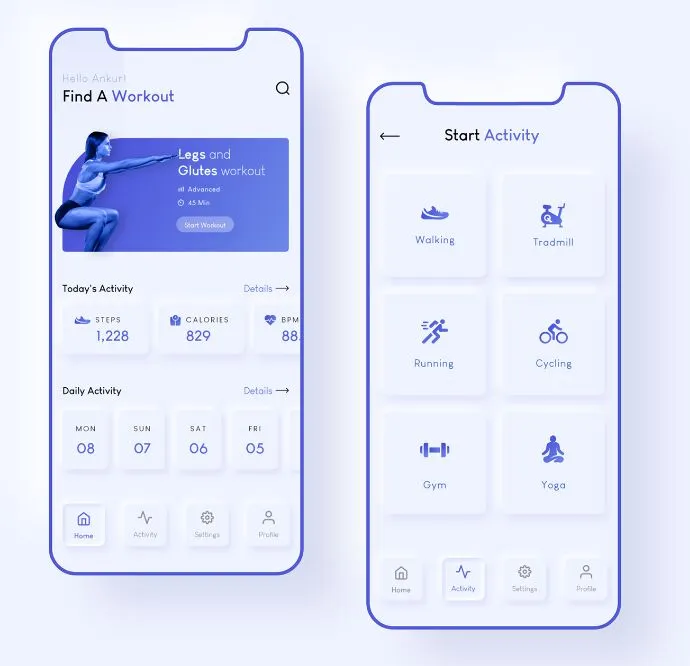 Hello Ankur!
Find A Workout
Legs and
Glutes workout
Advanced
45 Min
Start Workout
Today's Activity
Details
STEPS
1,228
CALORIES
829
BPM
88.
Daily Activity
Details
MON
08
SUN
07
SAT
06
FRI
05
Home
Activity
Settings
Profile
Start Activity
Walking
Tradmill
Running
Cycling
Gym
Yoga
Home
Activity
Settings
Profile